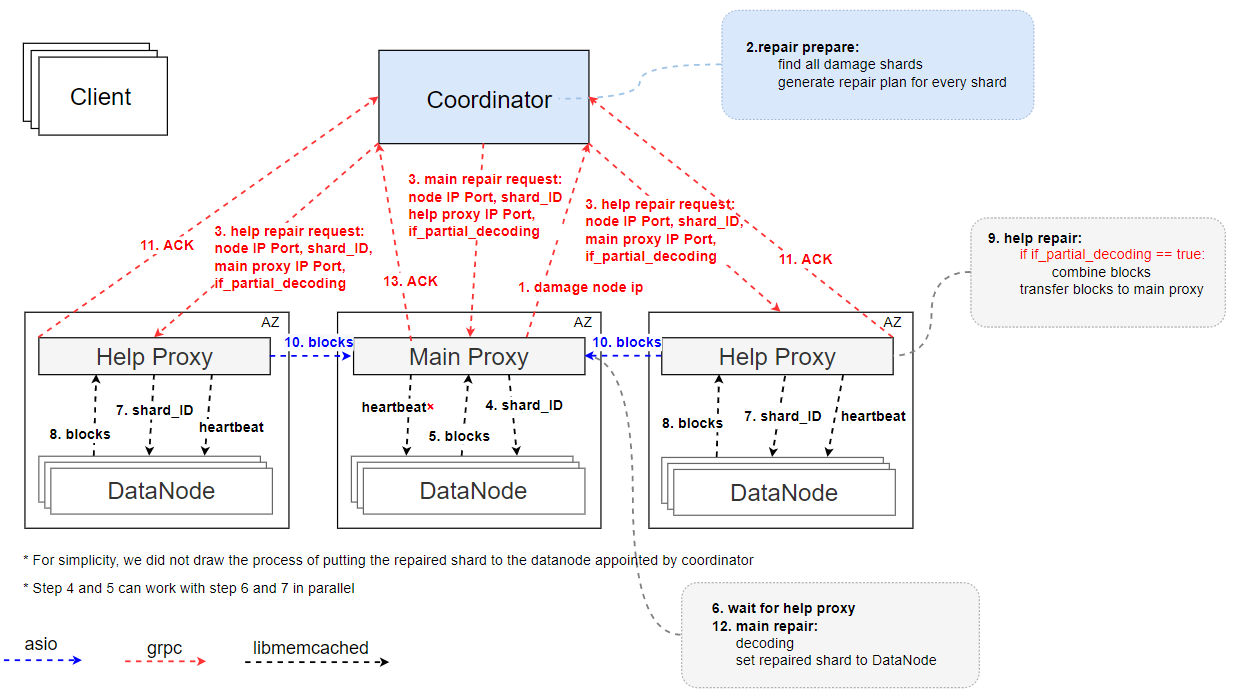 Client
Coordinator
2.repair prepare:
find all damage shards
generate repair plan for every shard
3. main repair request:
node IP Port, shard_ID
help proxy IP Port,
if_partial_decoding
3. help repair request:
node IP Port, shard_ID,
main proxy IP Port,
if_partial_decoding
3. help repair request:
node IP Port, shard_ID,
main proxy IP Port,
if_partial_decoding
11. ACK
13. ACK
1. damage node ip
11. ACK
9. help repair:
if if_partial_decoding == true:
combine blocks
transfer blocks to main proxy
AZ
Help Proxy
10. blocks
8. blocks
7. shard_ID
heartbeat
DataNode
AZ
Main Proxy
10. blocks
heartbeat×
5. blocks
4. shard_ID
DataNode
AZ
Help Proxy
8. blocks
7. shard_ID
heartbeat
DataNode
* For simplicity, we did not draw the process of putting the repaired shard to the datanode appointed by coordinator
* Step 4 and 5 can work with step 6 and 7 in parallel
6. wait for help proxy
12. main repair:
decoding
set repaired shard to DataNode
asio
grpc
libmemcached